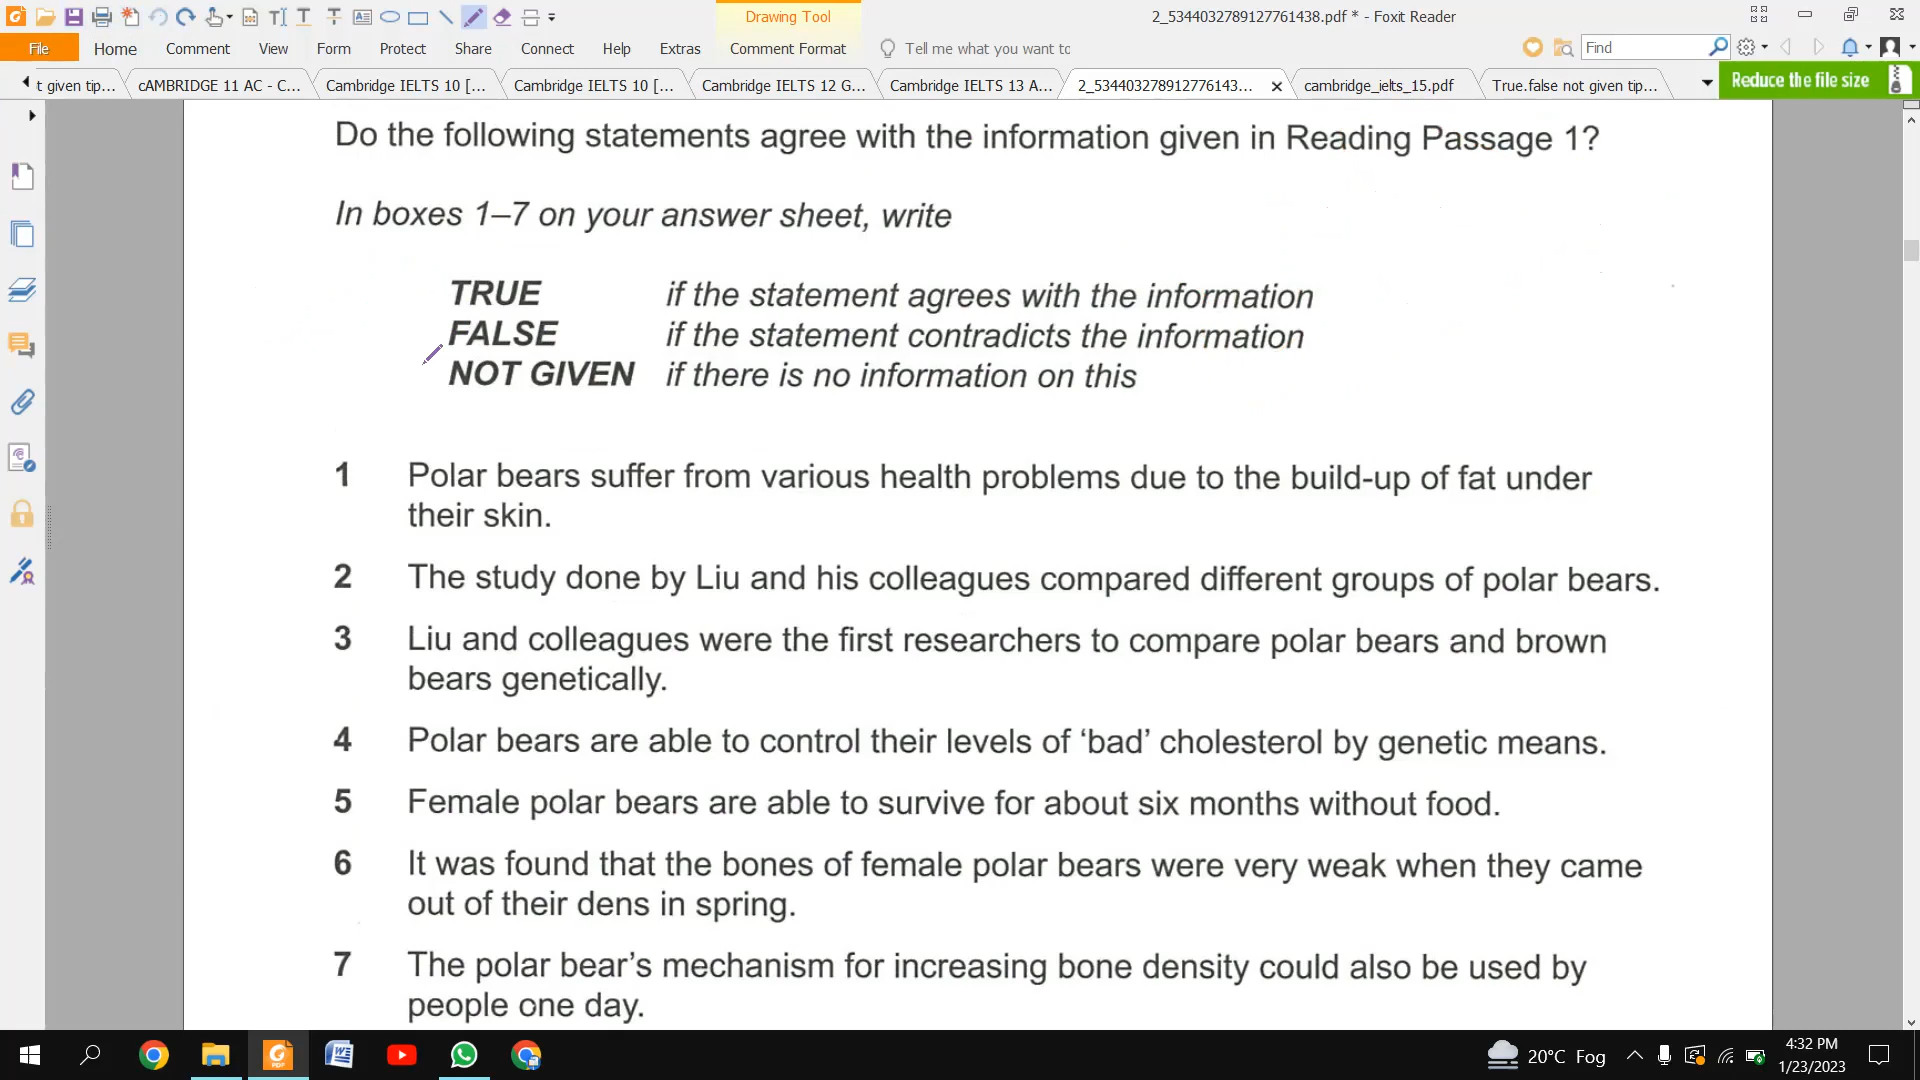 Drawing Tool
2_5344032789127761438.pdf * - Foxit Reader
File Home Comment View Form Protect Share Connect Help Extras Comment Format Tell me what you want to Find
t given tip... cAMBRIDGE 11 AC - C... Cambridge IELTS 10 [... Cambridge IELTS 10 [... Cambridge IELTS 12 G... Cambridge IELTS 13 A... 2_534403278912776143... cambridge_ielts_15.pdf True.false not given tip... Reduce the file size
Do the following statements agree with the information given in Reading Passage 1?
In boxes 1–7 on your answer sheet, write
TRUE if the statement agrees with the information
FALSE if the statement contradicts the information
NOT GIVEN if there is no information on this
1 Polar bears suffer from various health problems due to the build-up of fat under
their skin.
2 The study done by Liu and his colleagues compared different groups of polar bears.
3 Liu and colleagues were the first researchers to compare polar bears and brown
bears genetically.
4 Polar bears are able to control their levels of ‘bad’ cholesterol by genetic means.
5 Female polar bears are able to survive for about six months without food.
6 It was found that the bones of female polar bears were very weak when they came
out of their dens in spring.
7 The polar bear’s mechanism for increasing bone density could also be used by
people one day.
20°C Fog
4:32 PM
1/23/2023